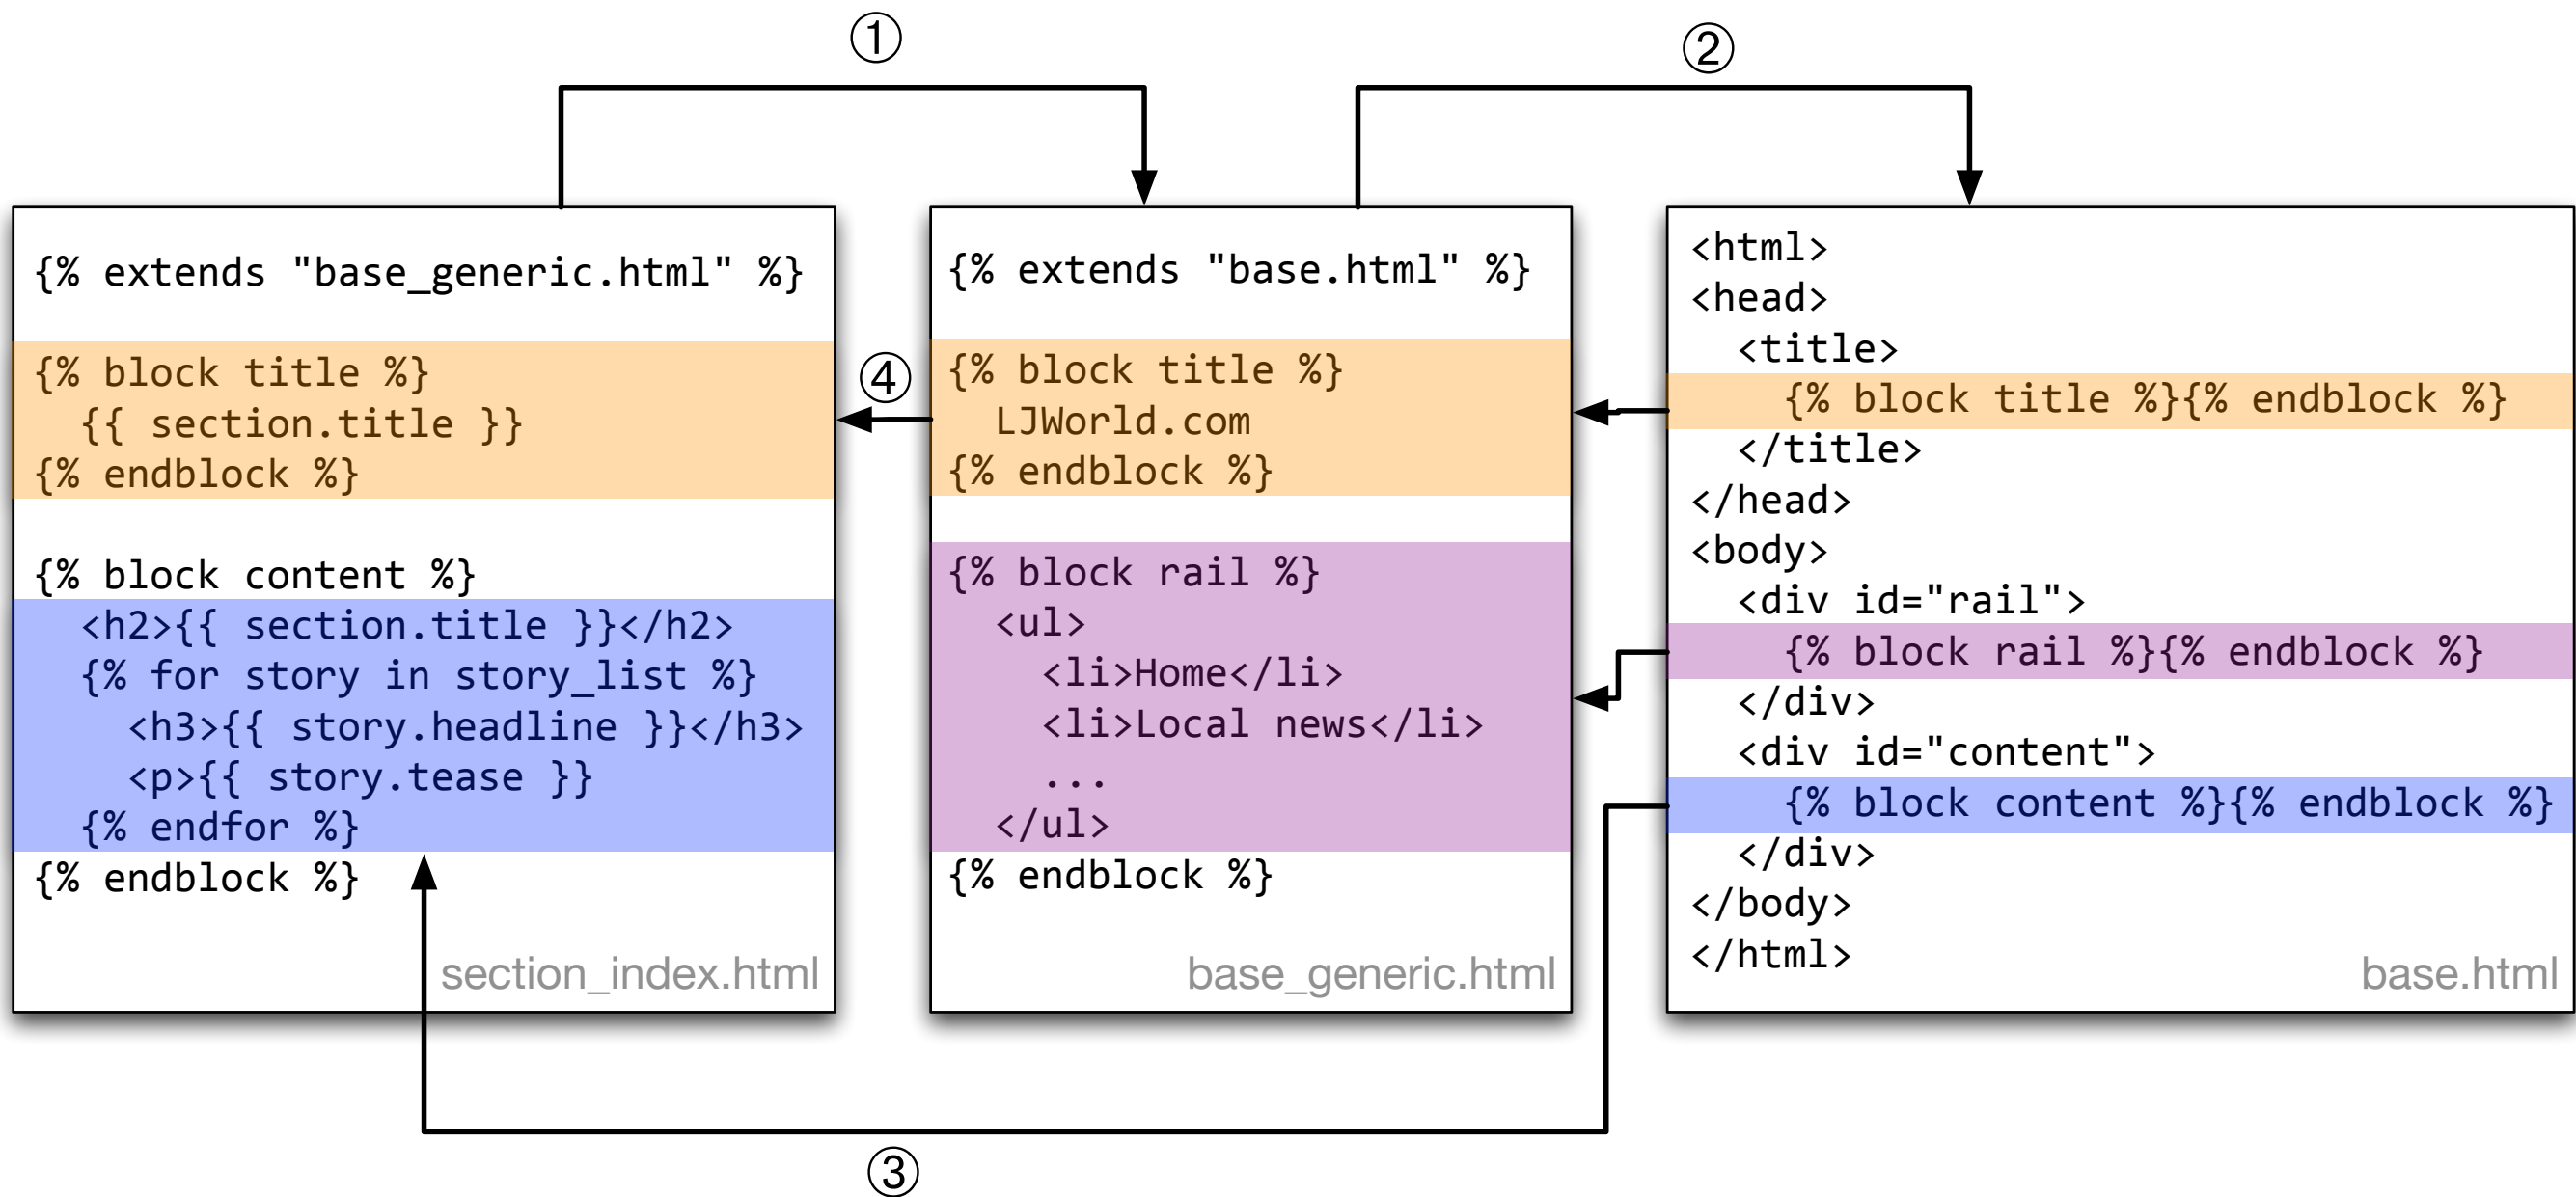 ①
②
{% extends "base_generic.html" %}
{% block title %}
{{ section.title }}
{% endblock %}
{% block content %}
<h2>{{ section.title }}</h2>
{% for story in story_list %}
<h3>{{ story.headline }}</h3>
<p>{{ story.tease }}
{% endfor %}
{% endblock %}
section_index.html
④
{% extends "base.html" %}
{% block title %}
LJWorld.com
{% endblock %}
{% block rail %}
<ul>
<li>Home</li>
<li>Local news</li>
...
</ul>
{% endblock %}
base_generic.html
<html>
<head>
<title>
{% block title %}{% endblock %}
</title>
</head>
<body>
<div id="rail">
{% block rail %}{% endblock %}
</div>
<div id="content">
{% block content %}{% endblock %}
</div>
</body>
</html>
base.html
③